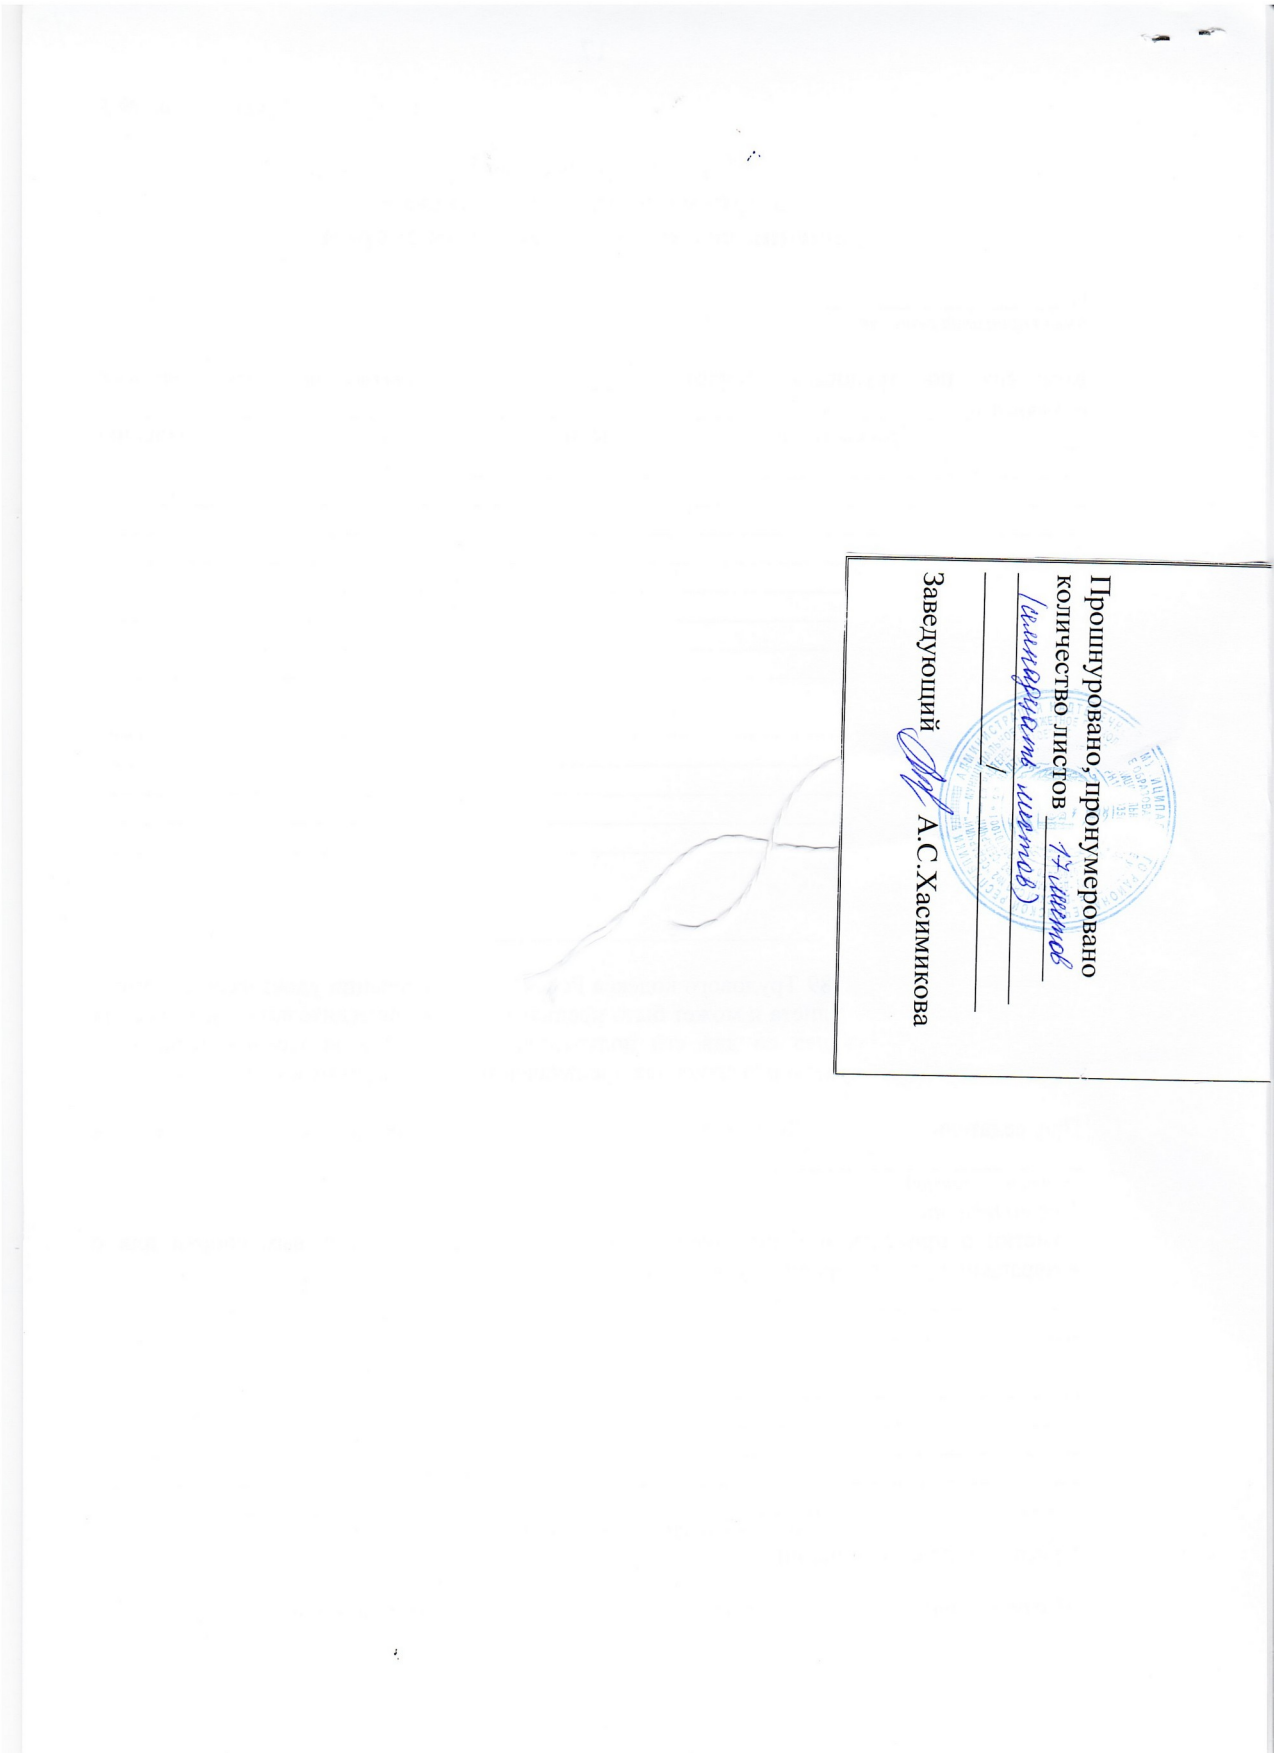 Прошнуровано, пронумеровано
количество листов 17 листов
(семнадцать листов)
/
Заведующий А.С.Хасимикова